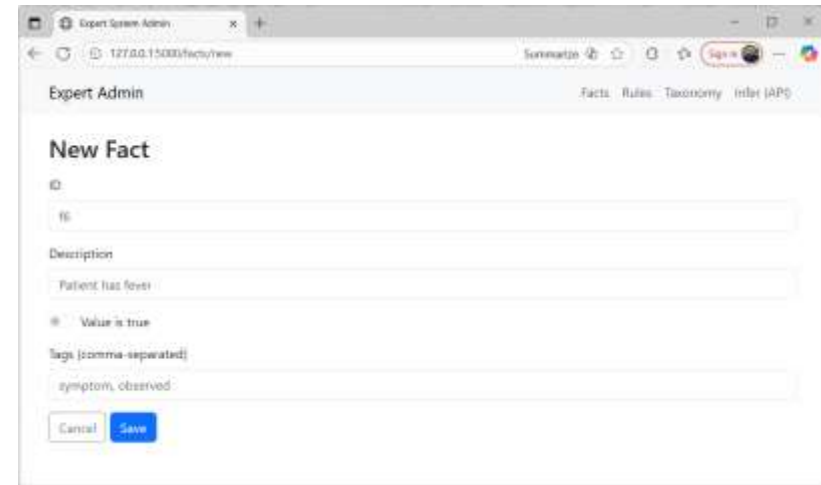 Expert System Admin
127.0.0.1:5000/facts/new
Summarize
Sign in
Expert Admin
Facts Rules Taxonomy Infer (API)
New Fact
ID
f6
Description
Patient has fever
Value is true
Tags (comma-separated)
symptom, observed
Cancel Save